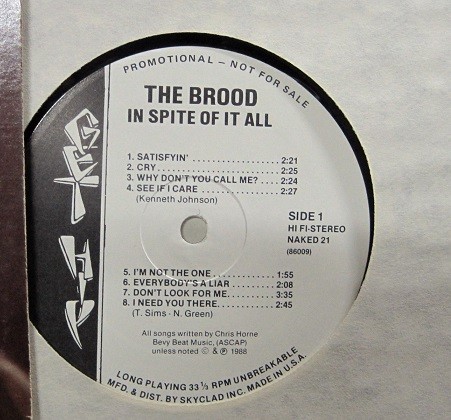 PROMOTIONAL – NOT FOR SALE
THE BROOD
IN SPITE OF IT ALL
1. SATISFYIN' .................. 2:21
2. CRY........................... 2:25
3. WHY DON'T YOU CALL ME? .... 2:24
4. SEE IF I CARE ................ 2:27
(Kenneth Johnson)
SIDE 1
HI FI-STEREO
NAKED 21
(86009)
5. I'M NOT THE ONE............. 1:55
6. EVERYBODY'S A LIAR ......... 2:08
7. DON'T LOOK FOR ME........... 3:35
8. I NEED YOU THERE............ 2:45
(T. Sims - N. Green)
All songs written by Chris Horne
Bevy Beat Music, (ASCAP)
unless noted © & ℗ 1988
LONG PLAYING 33 ⅓ RPM UNBREAKABLE
MFD. & DIST. BY SKYCLAD INC. MADE IN U.S.A.
GET HIP